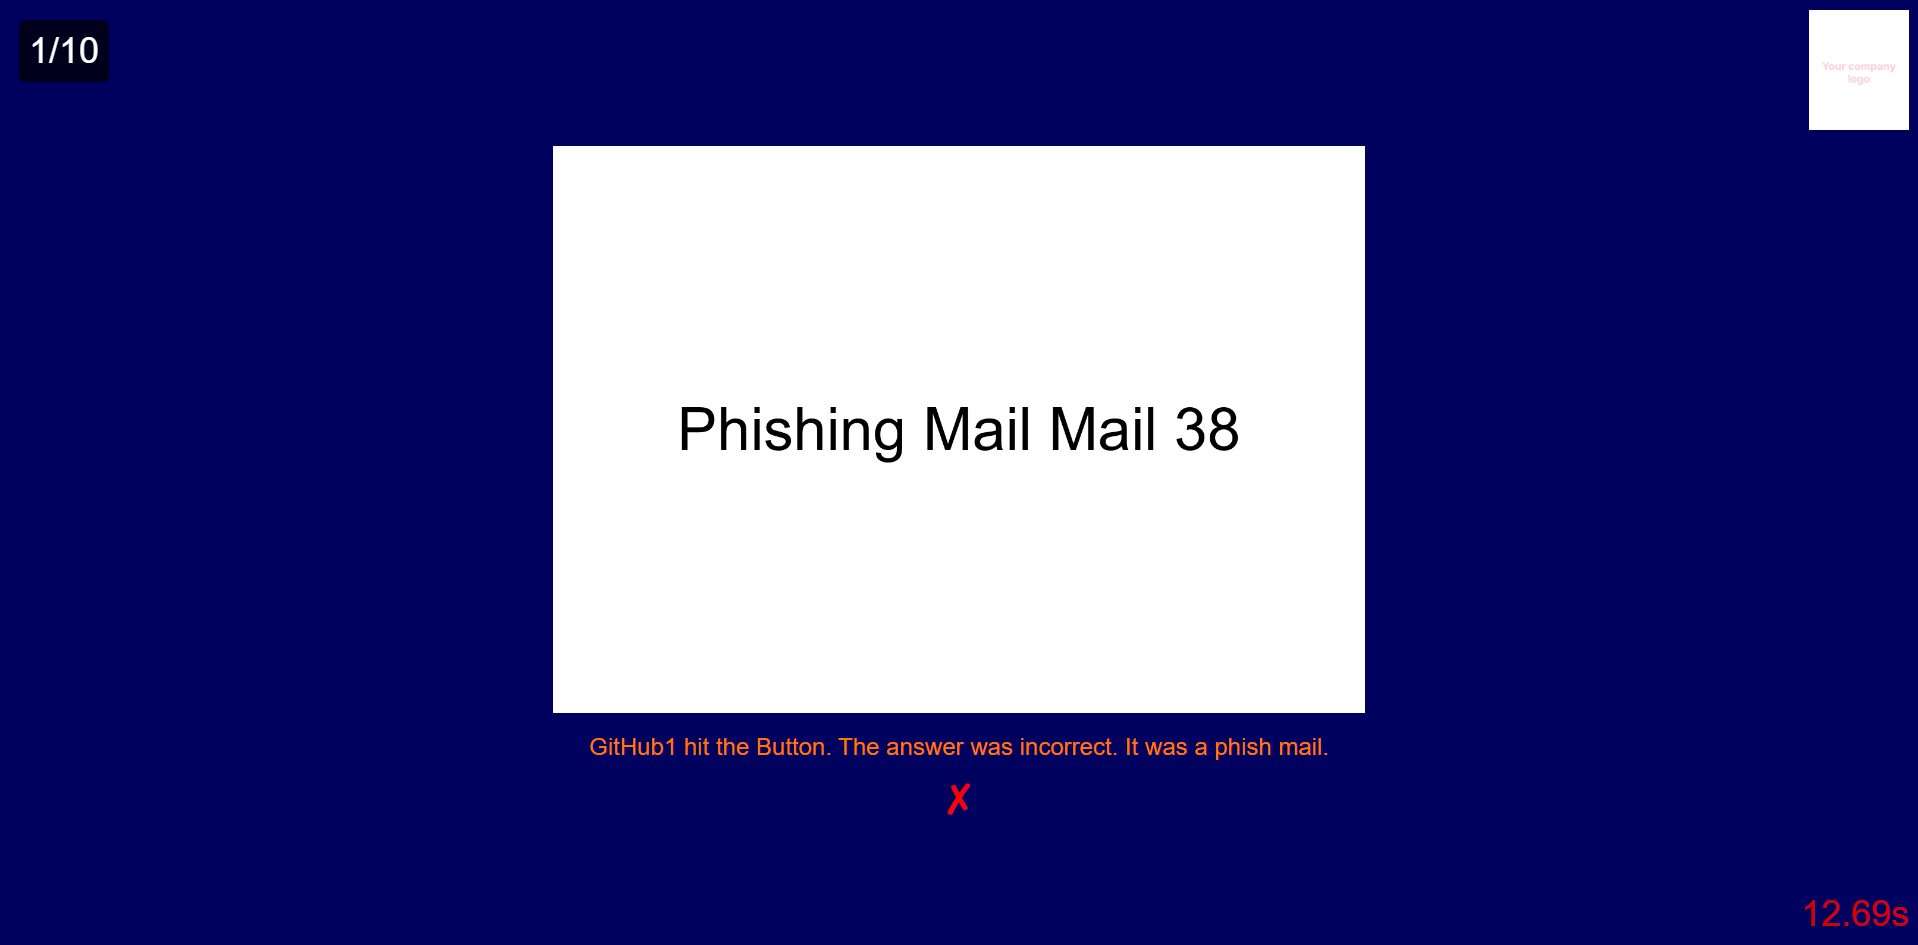 1/10
Your company
logo
Phishing Mail Mail 38
GitHub1 hit the Button. The answer was incorrect. It was a phish mail.
✗
12.69s